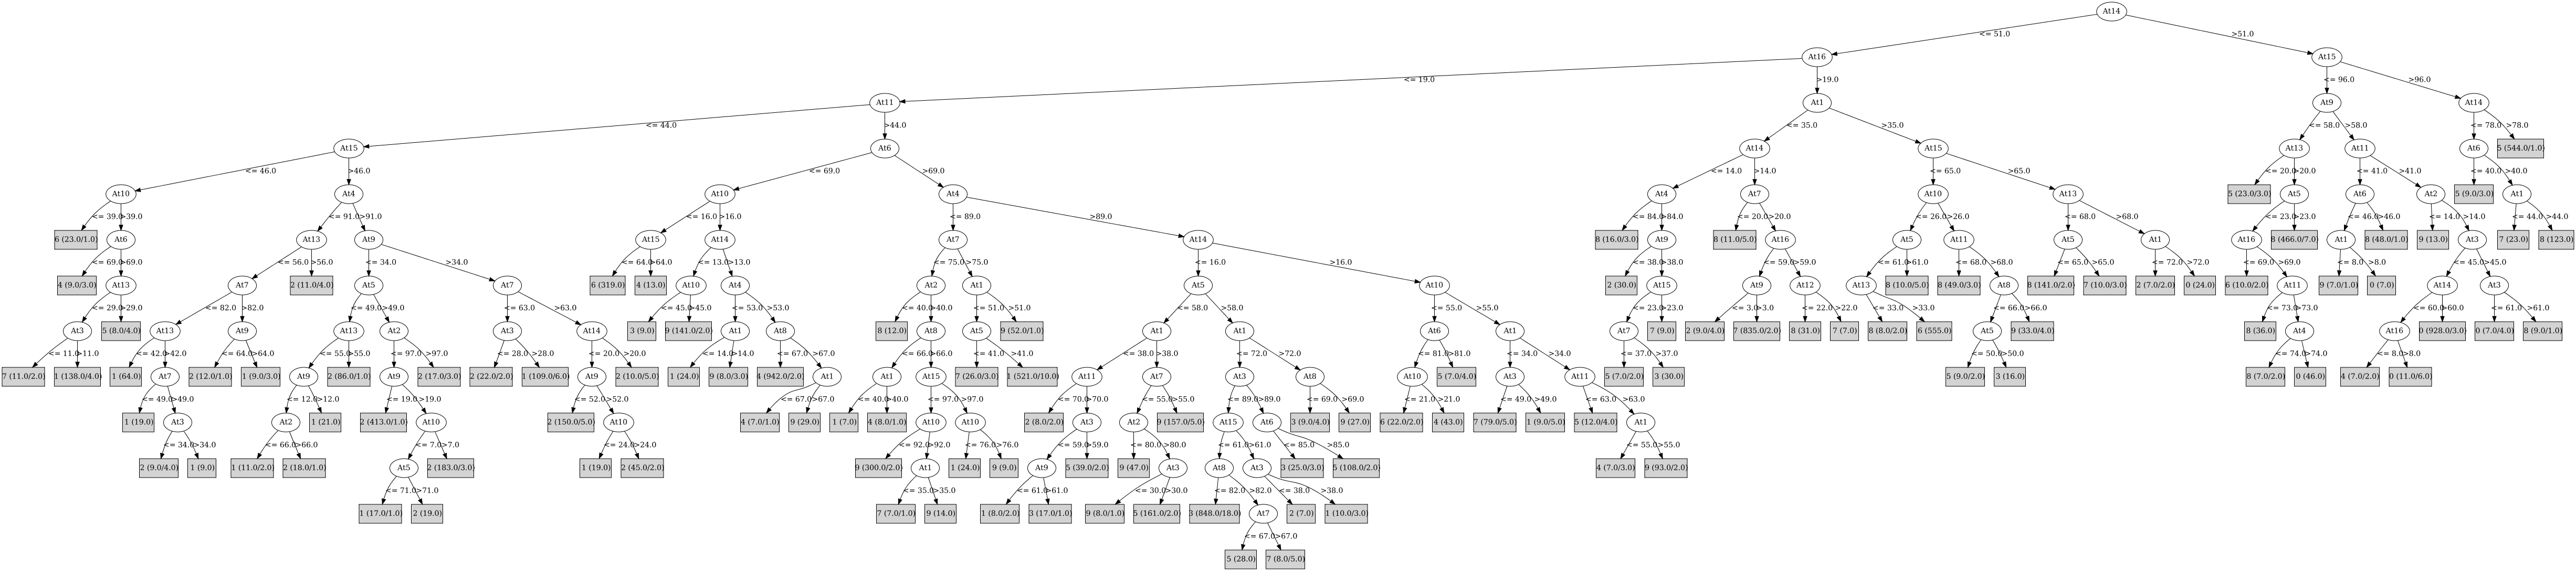 At14
<= 51.0 >51.0
At16 At15
<= 19.0 >19.0 <= 96.0 >96.0
At11 At1 At9 At14
<= 44.0 >44.0 <= 35.0 >35.0 <= 58.0 >58.0 <= 78.0 >78.0
At15 At6 At14 At15 At13 At11 At6 5 (544.0/1.0)
<= 46.0 >46.0 <= 69.0 >69.0 <= 14.0 >14.0 <= 65.0 >65.0 <= 20.0 >20.0 <= 41.0 >41.0 <= 40.0 >40.0
At10 At4 At10 At4 At4 At7 At10 At13 5 (23.0/3.0) At5 At6 At2 5 (9.0/3.0) At1
<= 39.0 >39.0 <= 91.0 >91.0 <= 16.0 >16.0 <= 89.0 >89.0 <= 84.0 >84.0 <= 20.0 >20.0 <= 26.0 >26.0 <= 68.0 >68.0 <= 23.0 >23.0 <= 46.0 >46.0 <= 14.0 >14.0 <= 44.0 >44.0
6 (23.0/1.0) At6 At13 At9 At15 At14 At7 At14 8 (16.0/3.0) At9 8 (11.0/5.0) At16 At5 At11 At5 At1 At16 8 (466.0/7.0) At1 8 (48.0/1.0) 9 (13.0) At3 7 (23.0) 8 (123.0)
<= 69.0 >69.0 <= 56.0 >56.0 <= 34.0 >34.0 <= 64.0 >64.0 <= 13.0 >13.0 <= 75.0 >75.0 <= 16.0 >16.0 <= 38.0 >38.0 <= 59.0 >59.0 <= 61.0 >61.0 <= 68.0 >68.0 <= 65.0 >65.0 <= 72.0 >72.0 <= 69.0 >69.0 <= 8.0 >8.0 <= 45.0 >45.0
4 (9.0/3.0) At13 At7 2 (11.0/4.0) At5 At7 6 (319.0) 4 (13.0) At10 At4 At2 At1 At5 At10 2 (30.0) At15 At9 At12 At13 8 (10.0/5.0) 8 (49.0/3.0) At8 8 (141.0/2.0) 7 (10.0/3.0) 2 (7.0/2.0) 0 (24.0) 6 (10.0/2.0) At11 9 (7.0/1.0) 0 (7.0) At14 At3
<= 29.0 >29.0 <= 82.0 >82.0 <= 49.0 >49.0 <= 63.0 >63.0 <= 45.0 >45.0 <= 53.0 >53.0 <= 40.0 >40.0 <= 51.0 >51.0 <= 58.0 >58.0 <= 55.0 >55.0 <= 23.0 >23.0 <= 3.0 >3.0 <= 22.0 >22.0 <= 33.0 >33.0 <= 66.0 >66.0 <= 73.0 >73.0 <= 60.0 >60.0 <= 61.0 >61.0
At3 5 (8.0/4.0) At13 At9 At13 At2 At3 At14 3 (9.0) 9 (141.0/2.0) At1 At8 8 (12.0) At8 At5 9 (52.0/1.0) At1 At1 At6 At1 At7 7 (9.0) 2 (9.0/4.0) 7 (835.0/2.0) 8 (31.0) 7 (7.0) 8 (8.0/2.0) 6 (555.0) At5 9 (33.0/4.0) 8 (36.0) At4 At16 0 (928.0/3.0) 0 (7.0/4.0) 8 (9.0/1.0)
<= 11.0 >11.0 <= 42.0 >42.0 <= 64.0 >64.0 <= 55.0 >55.0 <= 97.0 >97.0 <= 28.0 >28.0 <= 20.0 >20.0 <= 14.0 >14.0 <= 67.0 >67.0 <= 66.0 >66.0 <= 41.0 >41.0 <= 38.0 >38.0 <= 72.0 >72.0 <= 81.0 >81.0 <= 34.0 >34.0 <= 37.0 >37.0 <= 50.0 >50.0 <= 74.0 >74.0 <= 8.0 >8.0
7 (11.0/2.0) 1 (138.0/4.0) 1 (64.0) At7 2 (12.0/1.0) 1 (9.0/3.0) At9 2 (86.0/1.0) At9 2 (17.0/3.0) 2 (22.0/2.0) 1 (109.0/6.0) At9 2 (10.0/5.0) 1 (24.0) 9 (8.0/3.0) 4 (942.0/2.0) At1 At1 At15 7 (26.0/3.0) 1 (521.0/10.0) At11 At7 At3 At8 At10 5 (7.0/4.0) At3 At11 5 (7.0/2.0) 3 (30.0) 5 (9.0/2.0) 3 (16.0) 8 (7.0/2.0) 0 (46.0) 4 (7.0/2.0) 0 (11.0/6.0)
<= 49.0 >49.0 <= 12.0 >12.0 <= 19.0 >19.0 <= 52.0 >52.0 <= 67.0 >67.0 <= 40.0 >40.0 <= 97.0 >97.0 <= 70.0 >70.0 <= 55.0 >55.0 <= 89.0 >89.0 <= 69.0 >69.0 <= 21.0 >21.0 <= 49.0 >49.0 <= 63.0 >63.0
1 (19.0) At3 At2 1 (21.0) 2 (413.0/1.0) At10 2 (150.0/5.0) At10 4 (7.0/1.0) 9 (29.0) 1 (7.0) 4 (8.0/1.0) At10 At10 2 (8.0/2.0) At3 At2 9 (157.0/5.0) At15 At6 3 (9.0/4.0) 9 (27.0) 6 (22.0/2.0) 4 (43.0) 7 (79.0/5.0) 1 (9.0/5.0) 5 (12.0/4.0) At1
<= 34.0 >34.0 <= 66.0 >66.0 <= 7.0 >7.0 <= 24.0 >24.0 <= 92.0 >92.0 <= 76.0 >76.0 <= 59.0 >59.0 <= 80.0 >80.0 <= 61.0 >61.0 <= 85.0 >85.0 <= 55.0 >55.0
2 (9.0/4.0) 1 (9.0) 1 (11.0/2.0) 2 (18.0/1.0) At5 2 (183.0/3.0) 1 (19.0) 2 (45.0/2.0) 9 (300.0/2.0) At1 1 (24.0) 9 (9.0) At9 5 (39.0/2.0) 9 (47.0) At3 At8 At3 3 (25.0/3.0) 5 (108.0/2.0) 4 (7.0/3.0) 9 (93.0/2.0)
<= 71.0 >71.0 <= 35.0 >35.0 <= 61.0 >61.0 <= 30.0 >30.0 <= 82.0 >82.0 <= 38.0 >38.0
1 (17.0/1.0) 2 (19.0) 7 (7.0/1.0) 9 (14.0) 1 (8.0/2.0) 3 (17.0/1.0) 9 (8.0/1.0) 5 (161.0/2.0) 3 (848.0/18.0) At7 2 (7.0) 1 (10.0/3.0)
<= 67.0 >67.0
5 (28.0) 7 (8.0/5.0)